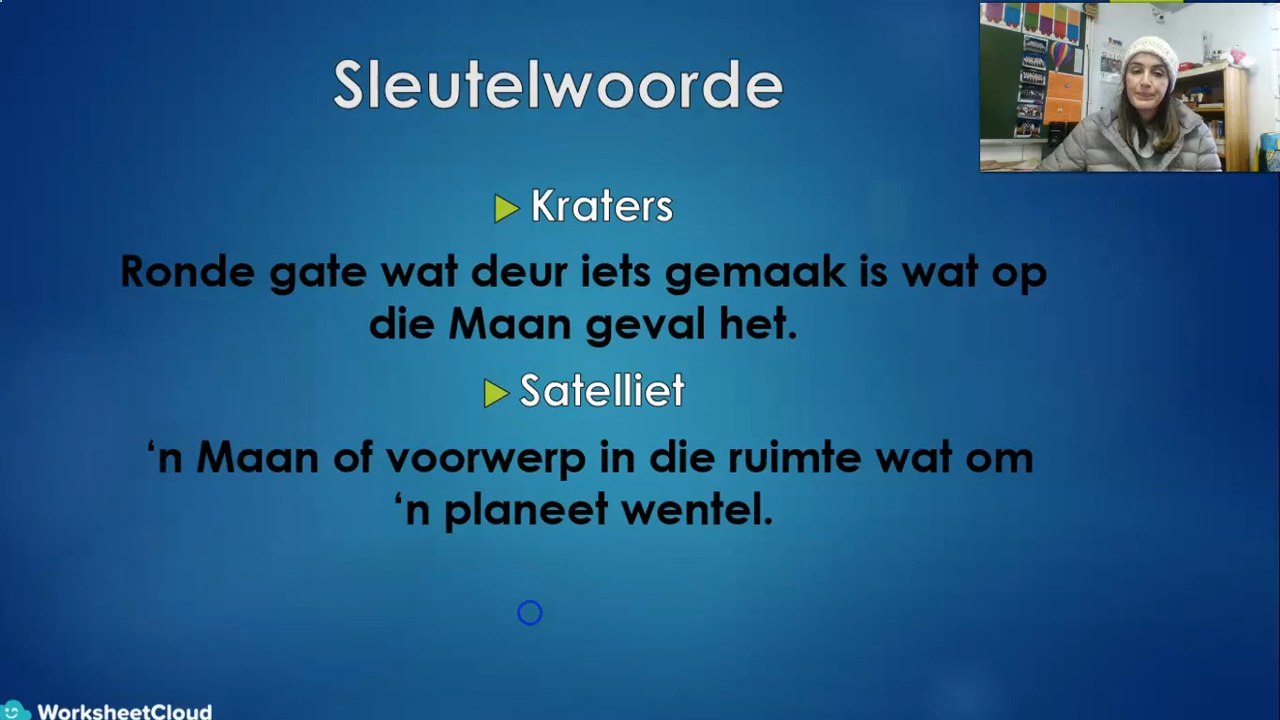 Sleutelwoorde
Kraters
Ronde gate wat deur iets gemaak is wat op
die Maan geval het.
Satelliet
‘n Maan of voorwerp in die ruimte wat om
‘n planeet wentel.
WorksheetCloud